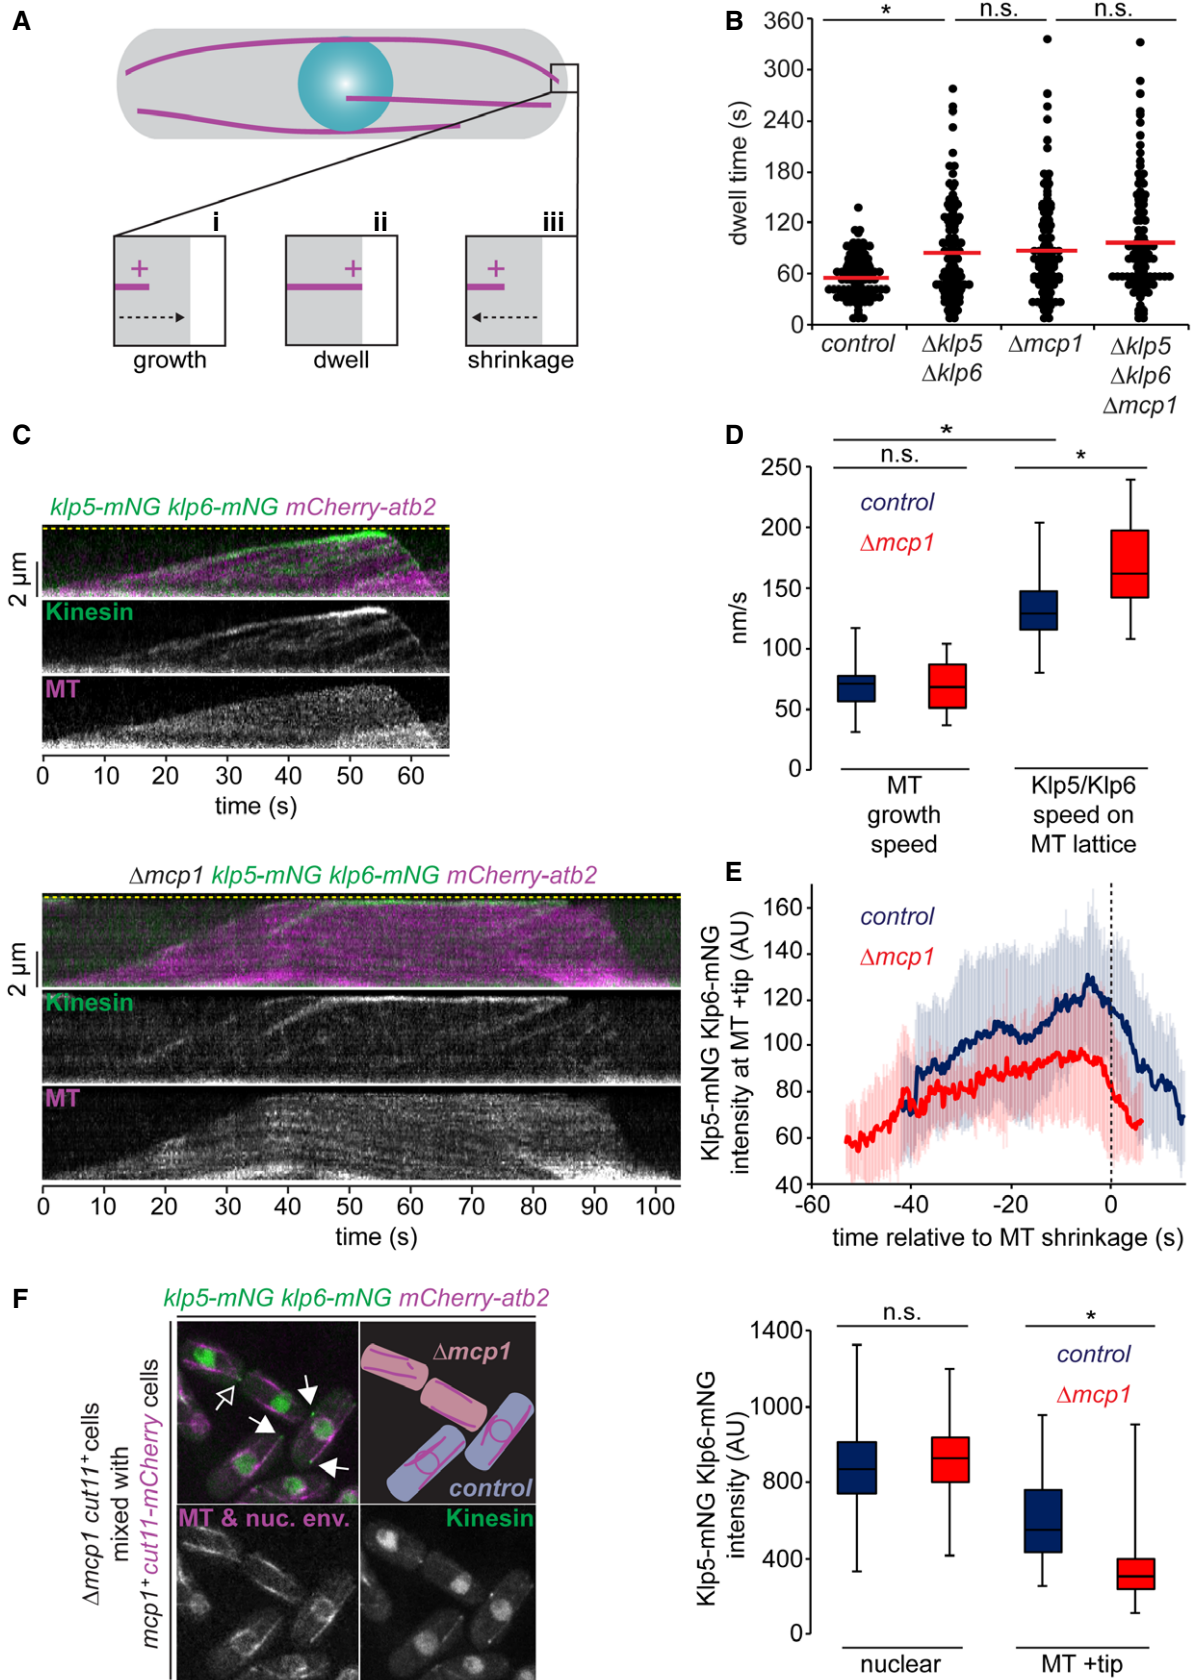 A
i
ii
iii
+
+
+
growth
dwell
shrinkage
B
*
n.s.
n.s.
dwell time (s)
360
300
240
180
120
60
0
control
Δklp5
Δklp6
Δmcp1
Δklp5
Δklp6
Δmcp1
C
klp5-mNG klp6-mNG mCherry-atb2
2 µm
Kinesin
MT
0 10 20 30 40 50 60
time (s)
Δmcp1 klp5-mNG klp6-mNG mCherry-atb2
2 µm
Kinesin
MT
0 10 20 30 40 50 60 70 80 90 100
time (s)
D
*
n.s.
*
control
Δmcp1
nm/s
250
200
150
100
50
0
MT
growth
speed
Klp5/Klp6
speed on
MT lattice
E
control
Δmcp1
Klp5-mNG Klp6-mNG
intensity at MT +tip (AU)
160
140
120
100
80
60
40
-60 -40 -20 0
time relative to MT shrinkage (s)
F
klp5-mNG klp6-mNG mCherry-atb2
Δmcp1 cut11+ cells
mixed with
mcp1+ cut11-mCherry cells
Δmcp1
control
MT & nuc. env.
Kinesin
n.s.
*
control
Δmcp1
Klp5-mNG Klp6-mNG
intensity (AU)
1400
1000
800
400
0
nuclear
MT +tip